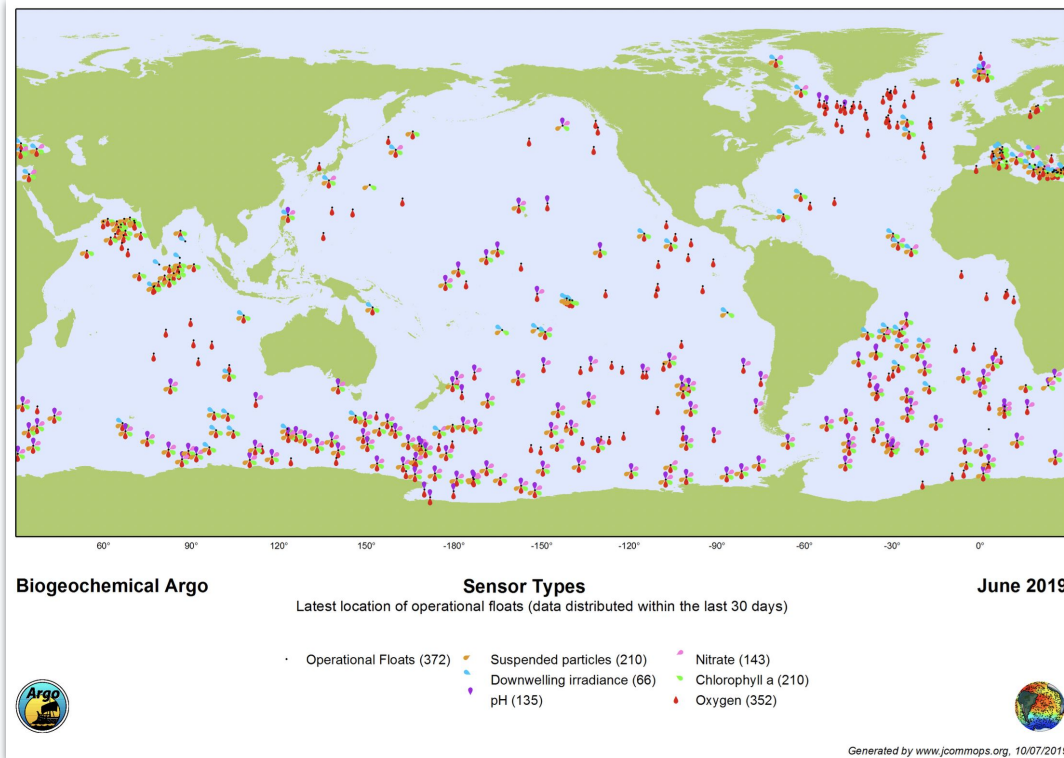 60° 90° 120° 150° -180° -150° -120° -90° -60° -30° 0°
Biogeochemical Argo Sensor Types June 2019
Latest location of operational floats (data distributed within the last 30 days)
Operational Floats (372) Suspended particles (210) Nitrate (143)
Downwelling irradiance (66) Chlorophyll a (210)
pH (135) Oxygen (352)
Argo
Generated by www.jcommops.org, 10/07/2019